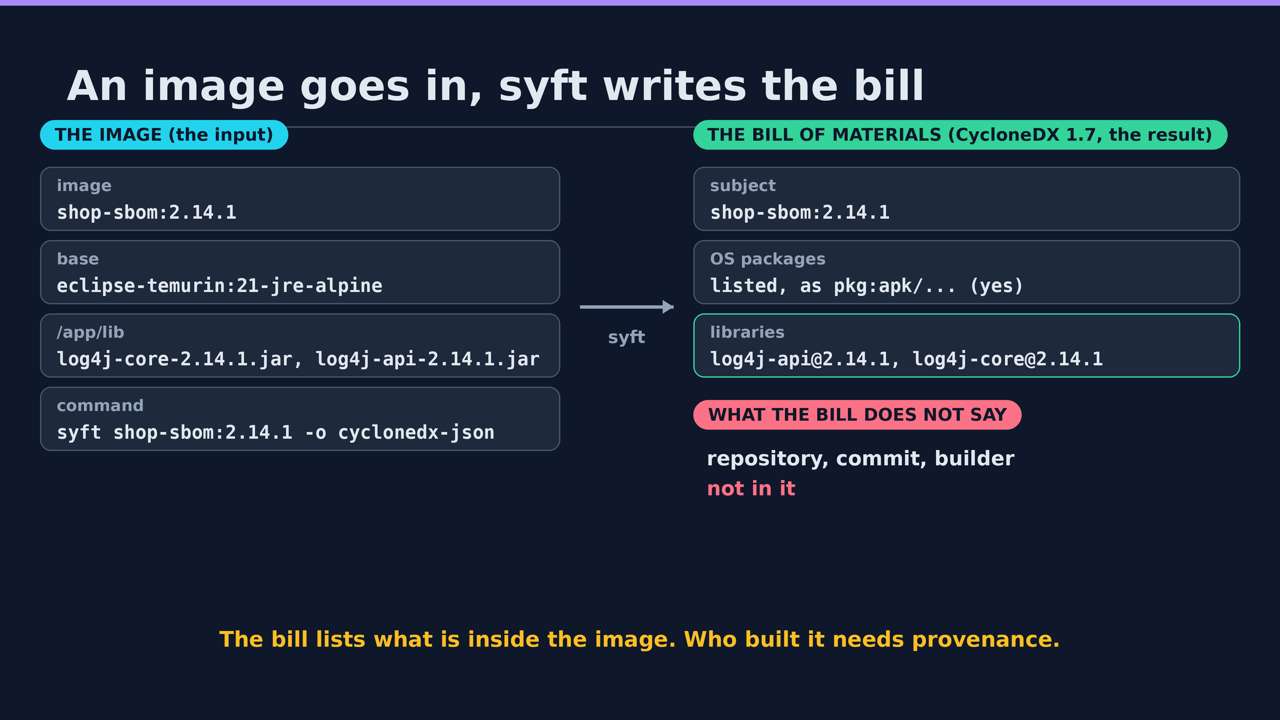 An image goes in, syft writes the bill
THE IMAGE (the input)
image
shop-sbom:2.14.1
base
eclipse-temurin:21-jre-alpine
/app/lib
log4j-core-2.14.1.jar, log4j-api-2.14.1.jar
command
syft shop-sbom:2.14.1 -o cyclonedx-json
syft
THE BILL OF MATERIALS (CycloneDX 1.7, the result)
subject
shop-sbom:2.14.1
OS packages
listed, as pkg:apk/... (yes)
libraries
log4j-api@2.14.1, log4j-core@2.14.1
WHAT THE BILL DOES NOT SAY
repository, commit, builder
not in it
The bill lists what is inside the image. Who built it needs provenance.